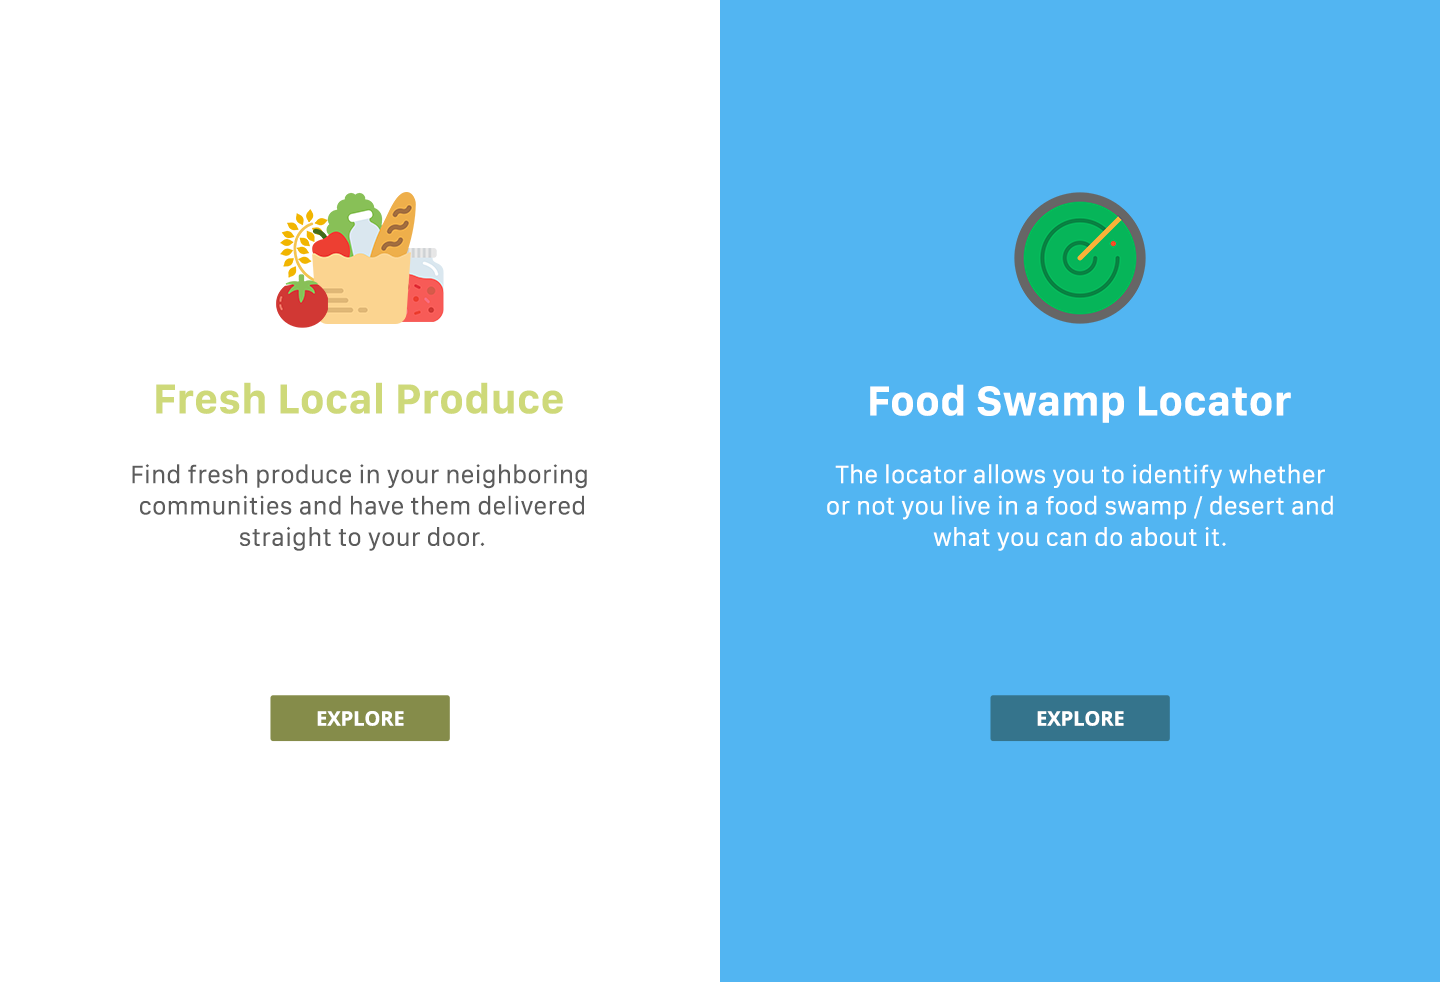 Fresh Local Produce
Find fresh produce in your neighboring
communities and have them delivered
straight to your door.
EXPLORE
Food Swamp Locator
The locator allows you to identify whether
or not you live in a food swamp / desert and
what you can do about it.
EXPLORE